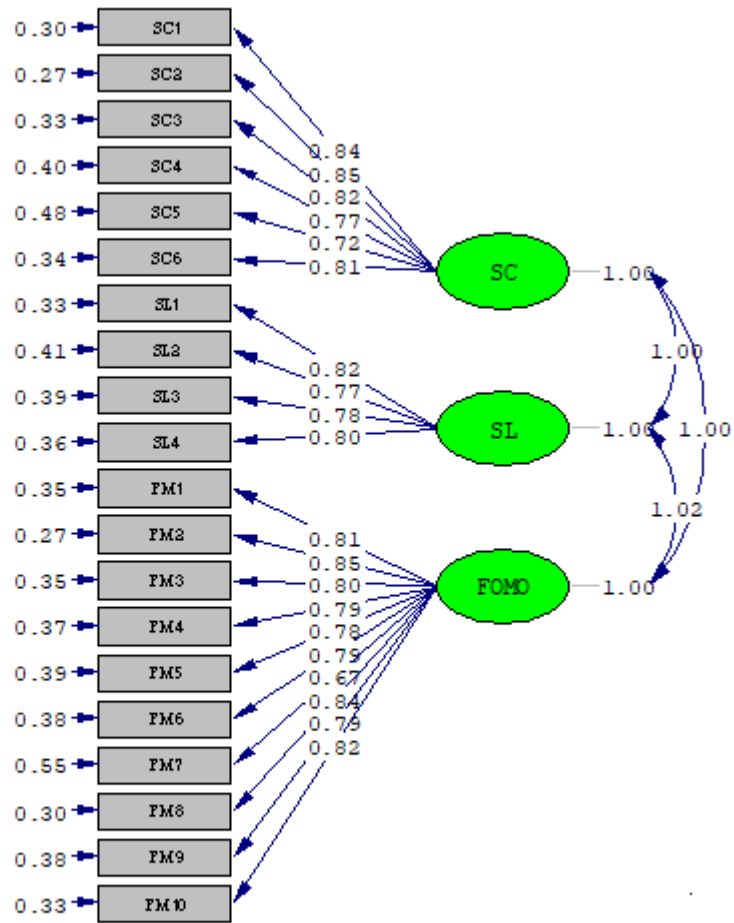 0.30 SC1
0.27 SC2
0.33 SC3
0.40 SC4
0.48 SC5
0.34 SC6
0.33 SL1
0.41 SL2
0.39 SL3
0.36 SL4
0.35 FM1
0.27 FM2
0.35 FM3
0.37 FM4
0.39 FM5
0.38 FM6
0.55 FM7
0.30 FM8
0.38 FM9
0.33 FM10
0.84
0.85
0.82
0.77
0.72
0.81
0.82
0.77
0.78
0.80
0.81
0.85
0.80
0.79
0.78
0.79
0.67
0.84
0.79
0.82
SC 1.00
SL 1.00
FOMO 1.00
1.00
1.00
1.02